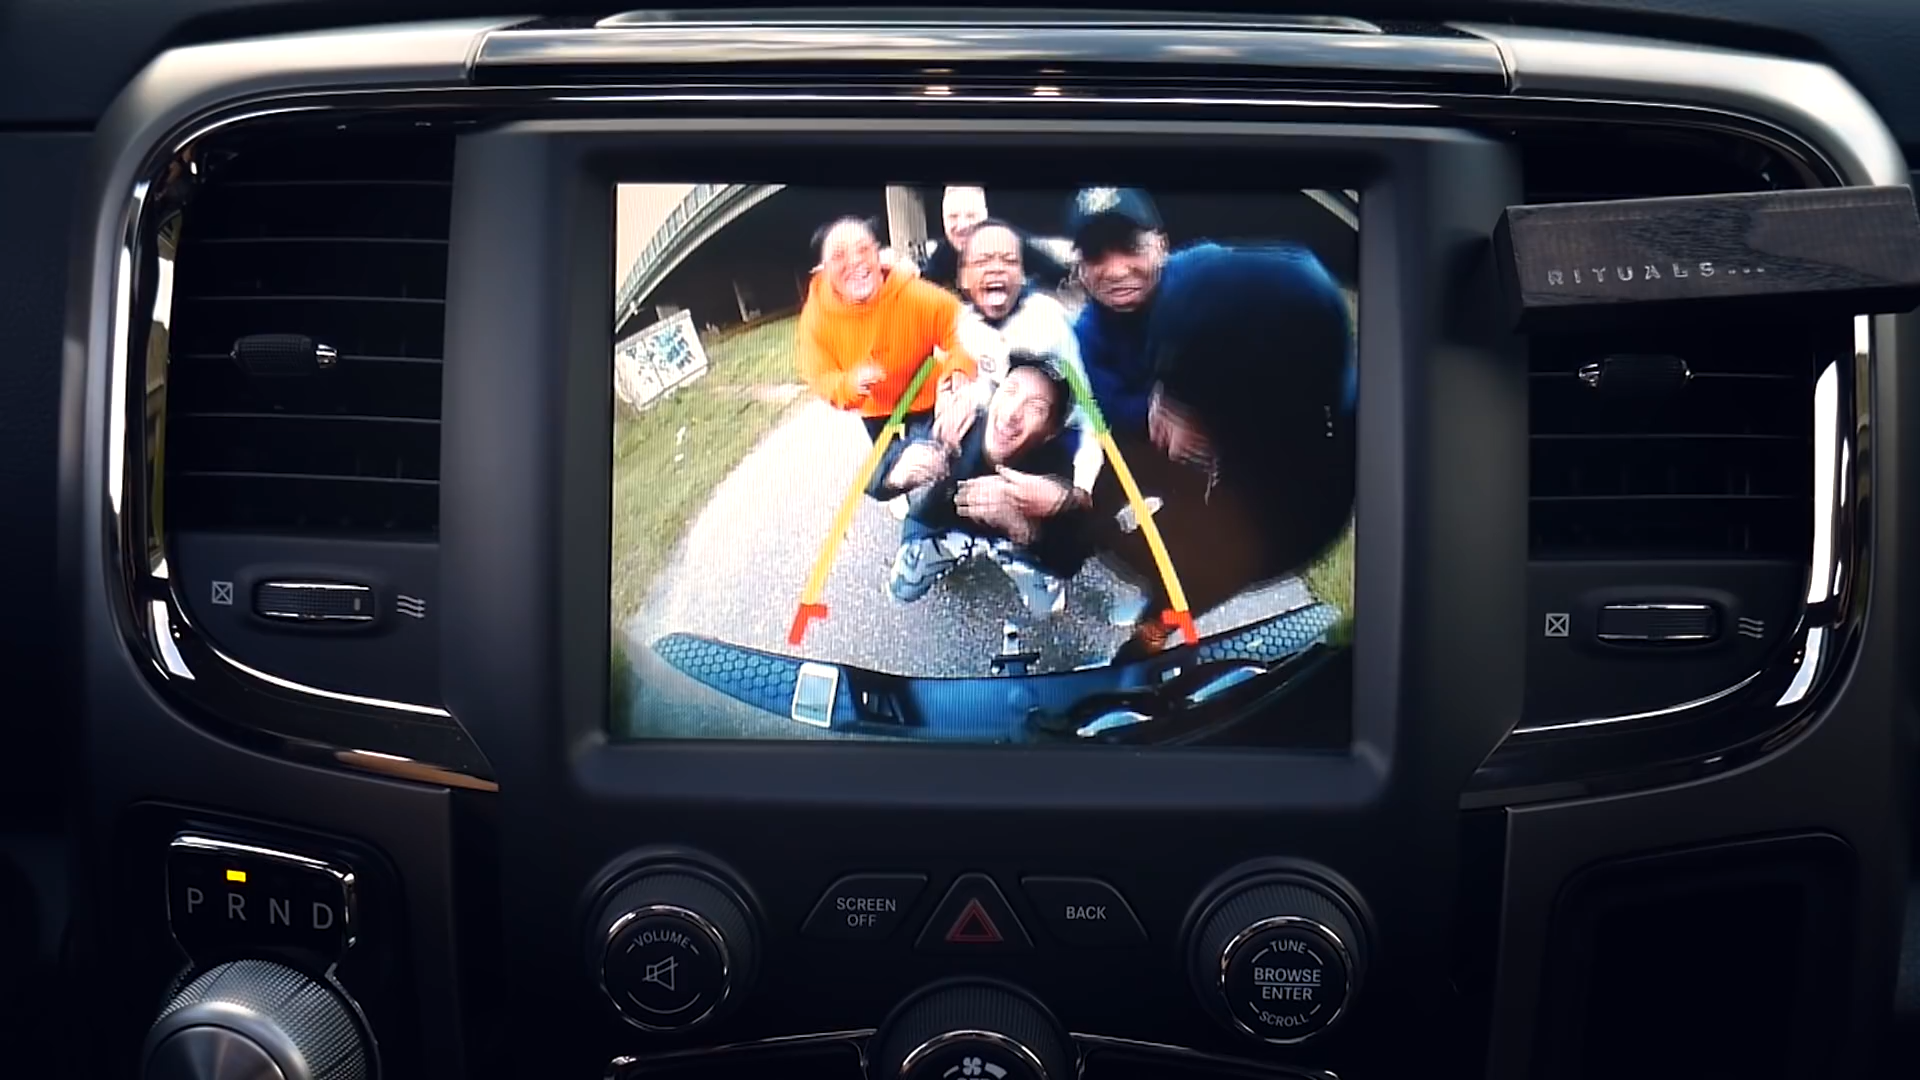 RITUALS...
P R N D
SCREEN
OFF
BACK
VOLUME
TUNE
BROWSE
ENTER
SCROLL